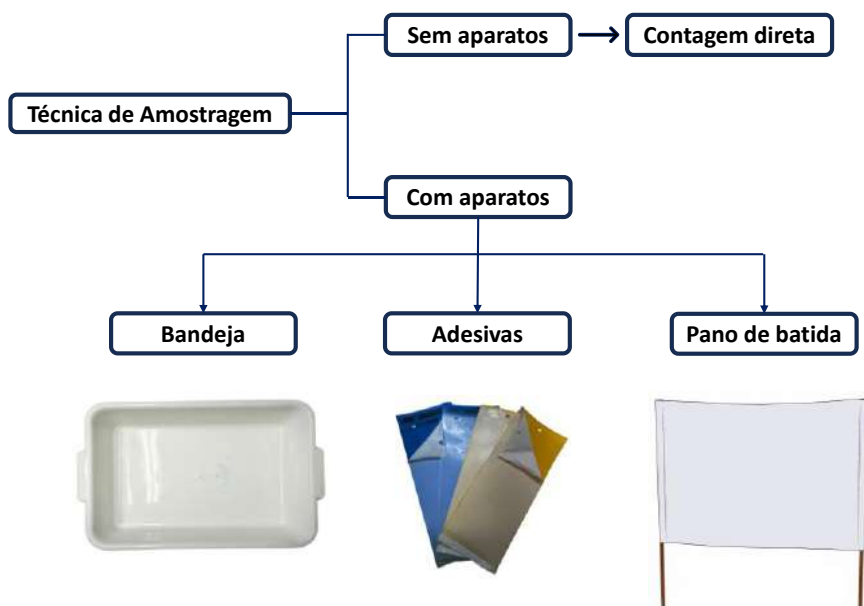 Sem aparatos
Contagem direta
Técnica de Amostragem
Com aparatos
Bandeja
Adesivas
Pano de batida